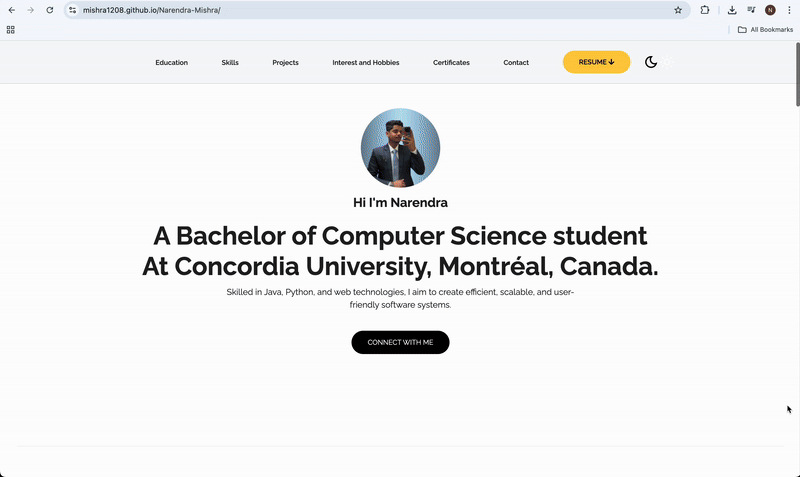 mishra1208.github.io/Narendra-Mishra/
N
All Bookmarks
Education Skills Projects Interest and Hobbies Certificates Contact RESUME
Hi I'm Narendra
A Bachelor of Computer Science student
At Concordia University, Montréal, Canada.
Skilled in Java, Python, and web technologies, I aim to create efficient, scalable, and user-
friendly software systems.
CONNECT WITH ME